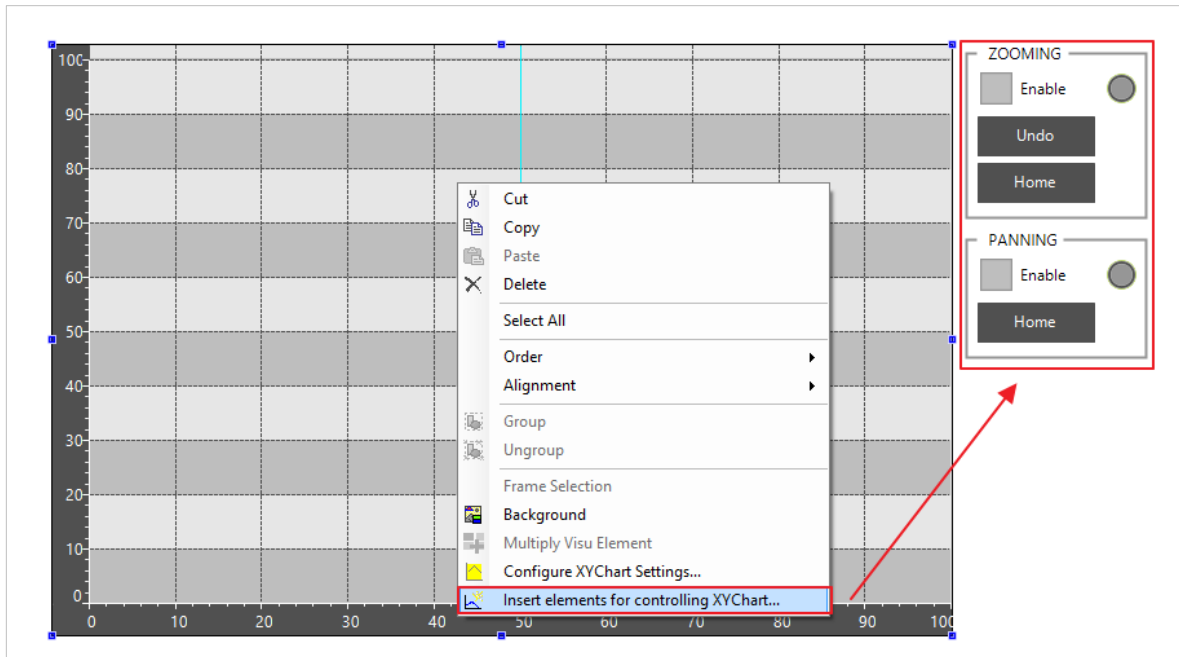 100
90
80
70
60
50
40
30
20
10
0
0 10 20 30 40 50 60 70 80 90 100
Cut
Copy
Paste
Delete
Select All
Order
Alignment
Group
Ungroup
Frame Selection
Background
Multiply Visu Element
Configure XYChart Settings...
Insert elements for controlling XYChart...
ZOOMING
Enable
Undo
Home
PANNING
Enable
Home